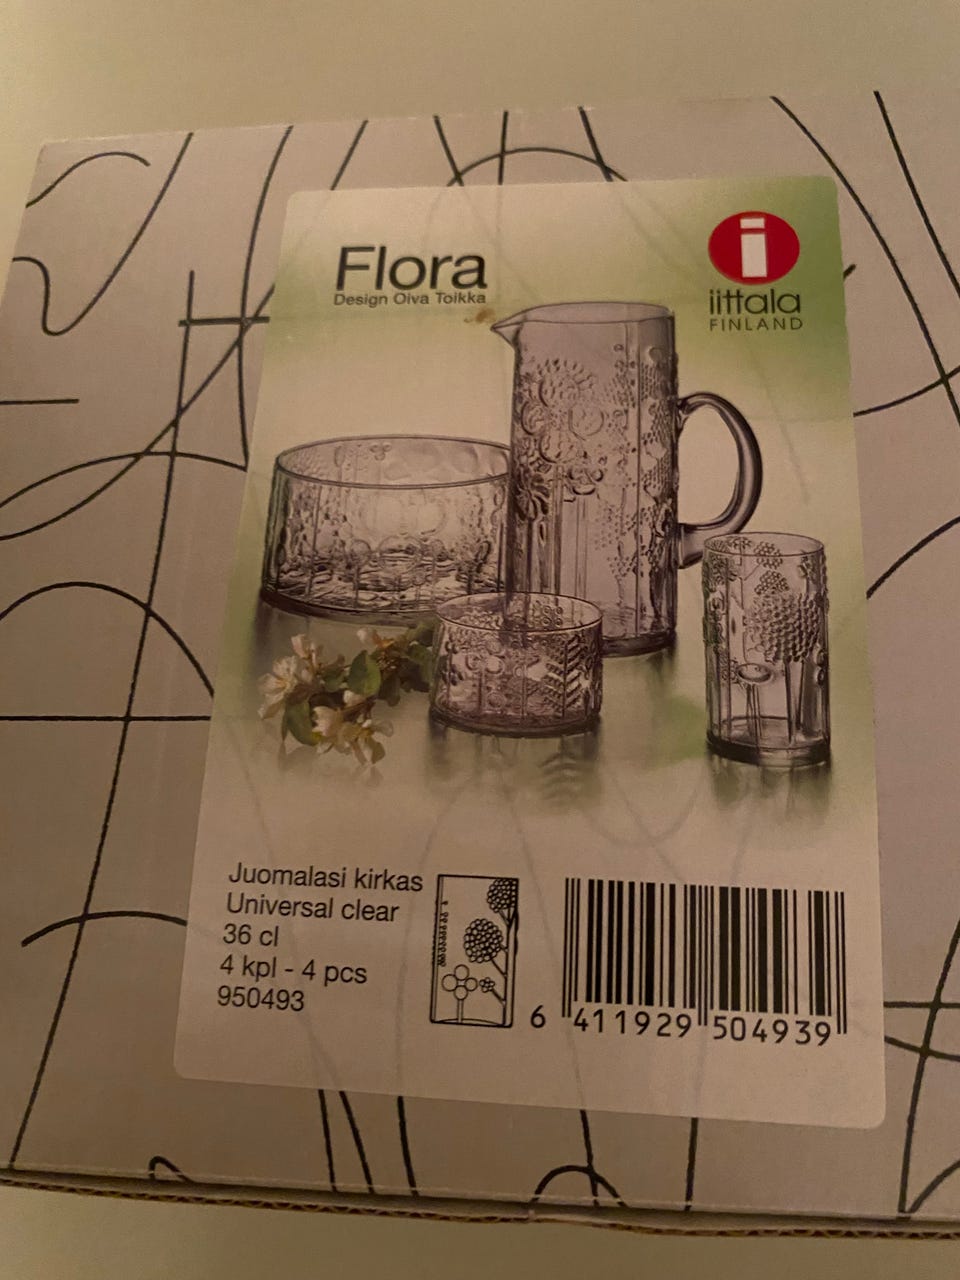 Flora
Design Oiva Toikka
i
iittala
FINLAND
Juomalasi kirkas
Universal clear
36 cl
4 kpl - 4 pcs
950493
6 411929 504939